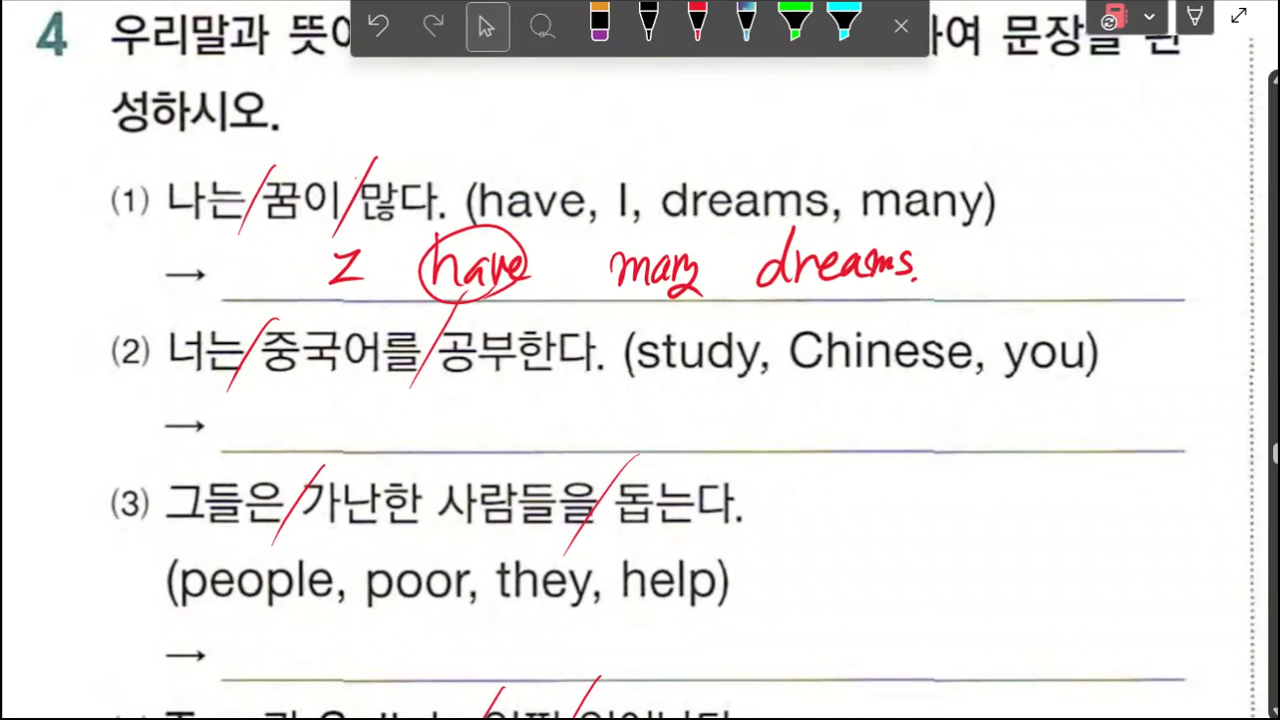 4 우리말과 뜻이 하여 문장을 완
성하시오.
(1) 나는/꿈이/많다. (have, I, dreams, many)
→ I have many dreams.
(2) 너는/중국어를/공부한다. (study, Chinese, you)
→
(3) 그들은/가난한 사람들을/돕는다.
(people, poor, they, help)
→